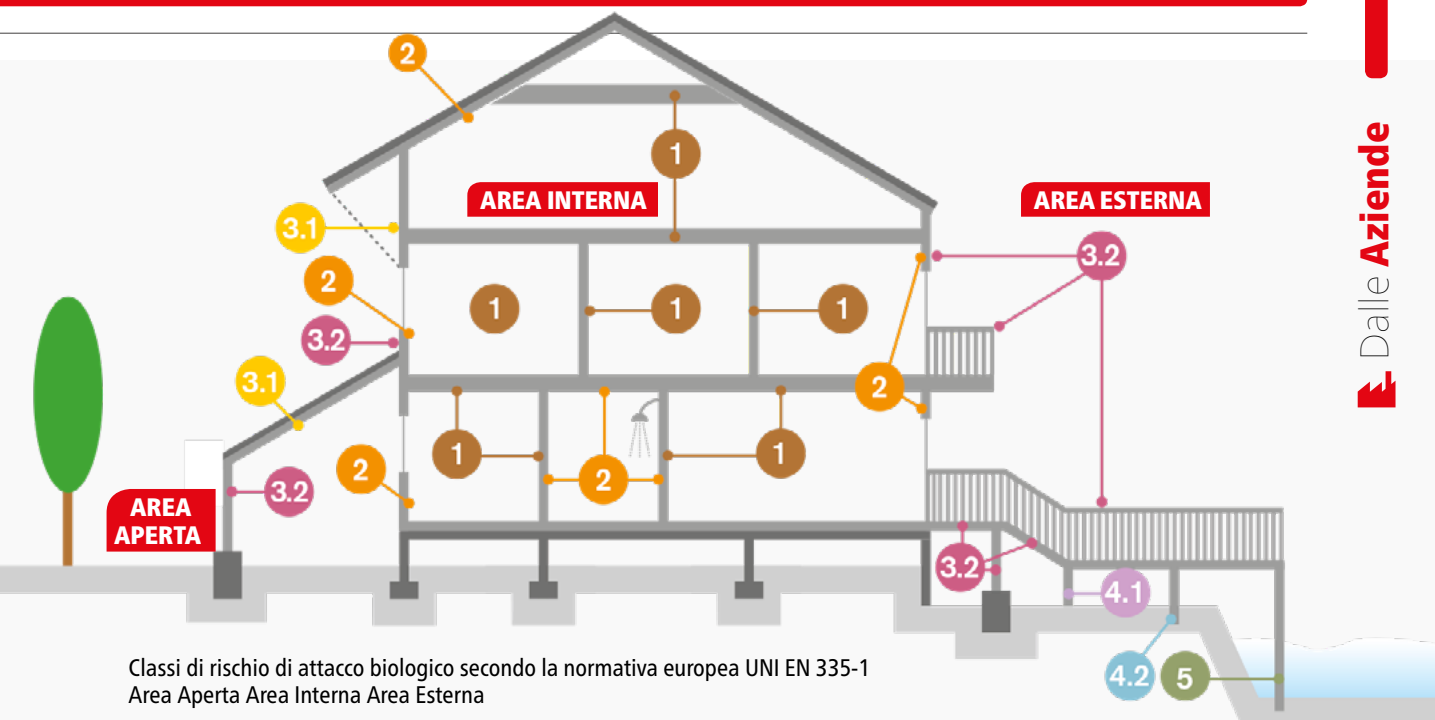 2
1
AREA INTERNA
AREA ESTERNA
3.1
3.2
2
1
1
1
3.2
3.1
2
1
1
2
2
3.2
AREA
APERTA
3.2
4.1
4.2
5
Classi di rischio di attacco biologico secondo la normativa europea UNI EN 335-1
Area Aperta Area Interna Area Esterna
Dalle Aziende